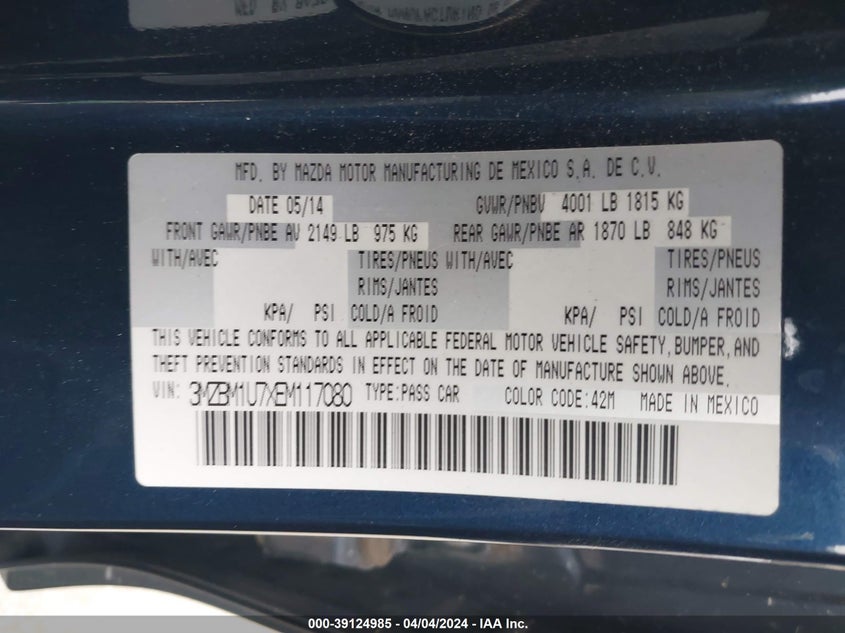 MFD. BY MAZDA MOTOR MANUFACTURING DE MEXICO S.A. DE C.V.
DATE 05/14 GVWR/PNBV 4001 LB 1815 KG
FRONT GAWR/PNBE AV 2149 LB 975 KG REAR GAWR/PNBE AR 1870 LB 848 KG
WITH/AVEC TIRES/PNEUS WITH/AVEC TIRES/PNEUS
RIMS/JANTES RIMS/JANTES
KPA/ PSI COLD/A FROID KPA/ PSI COLD/A FROID
THIS VEHICLE CONFORMS TO ALL APPLICABLE FEDERAL MOTOR VEHICLE SAFETY, BUMPER, AND
THEFT PREVENTION STANDARDS IN EFFECT ON THE DATE OF MANUFACTURE SHOWN ABOVE.
VIN: 3MZBM1U7XEM117080 TYPE:PASS CAR COLOR CODE:42M MADE IN MEXICO
000-39124985 - 04/04/2024 - IAA Inc.